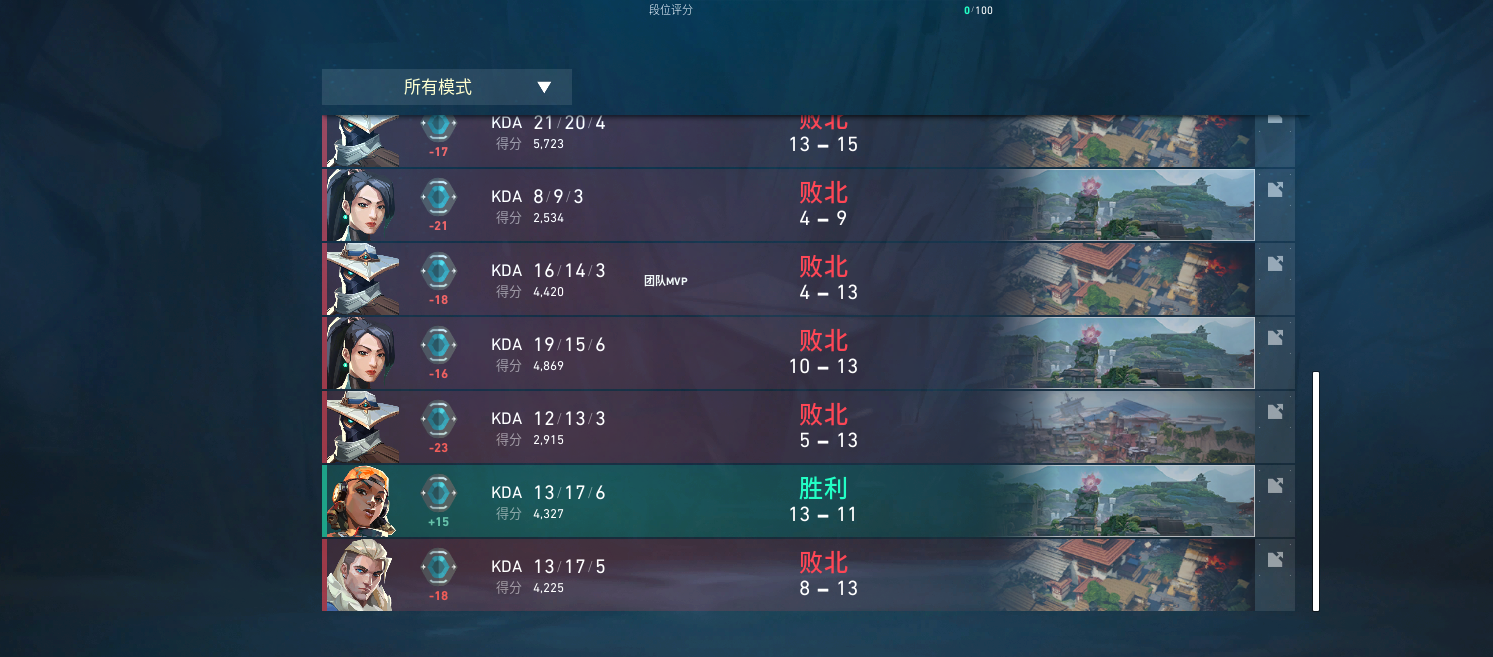 段位评分 0/100
所有模式
KDA 21/20/4 败北
-17 得分 5,723 13 – 15
KDA 8/9/3 败北
-21 得分 2,534 4 – 9
KDA 16/14/3 团队MVP 败北
-18 得分 4,420 4 – 13
KDA 19/15/6 败北
-16 得分 4,869 10 – 13
KDA 12/13/3 败北
-23 得分 2,915 5 – 13
KDA 13/17/6 胜利
+15 得分 4,327 13 – 11
KDA 13/17/5 败北
-18 得分 4,225 8 – 13